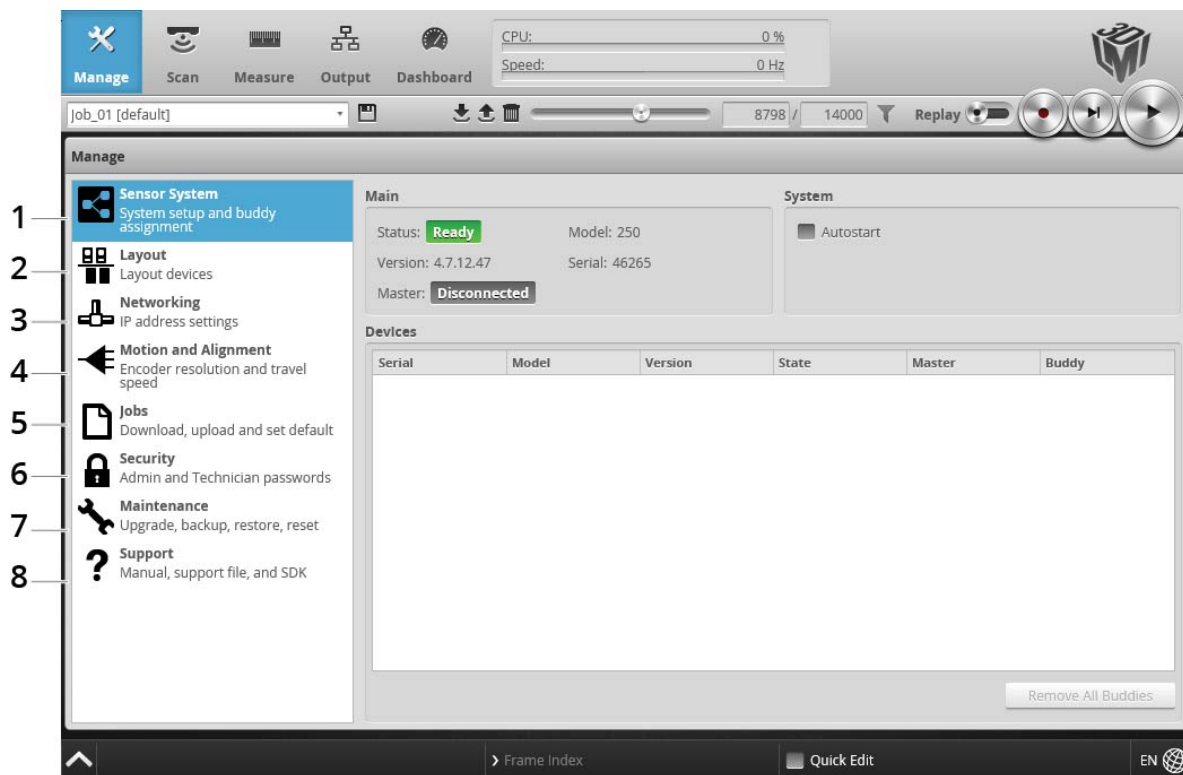 Manage Scan Measure Output Dashboard
CPU: 0 %
Speed: 0 Hz
Job_01 [default] 8798 / 14000 Replay
Manage
1 Sensor System
System setup and buddy
assignment
2 Layout
Layout devices
3 Networking
IP address settings
4 Motion and Alignment
Encoder resolution and travel
speed
5 Jobs
Download, upload and set default
6 Security
Admin and Technician passwords
7 Maintenance
Upgrade, backup, restore, reset
8 Support
Manual, support file, and SDK
Main
Status: Ready Model: 250
Version: 4.7.12.47 Serial: 46265
Master: Disconnected
System
Autostart
Devices
Serial Model Version State Master Buddy
Remove All Buddies
Frame Index Quick Edit EN